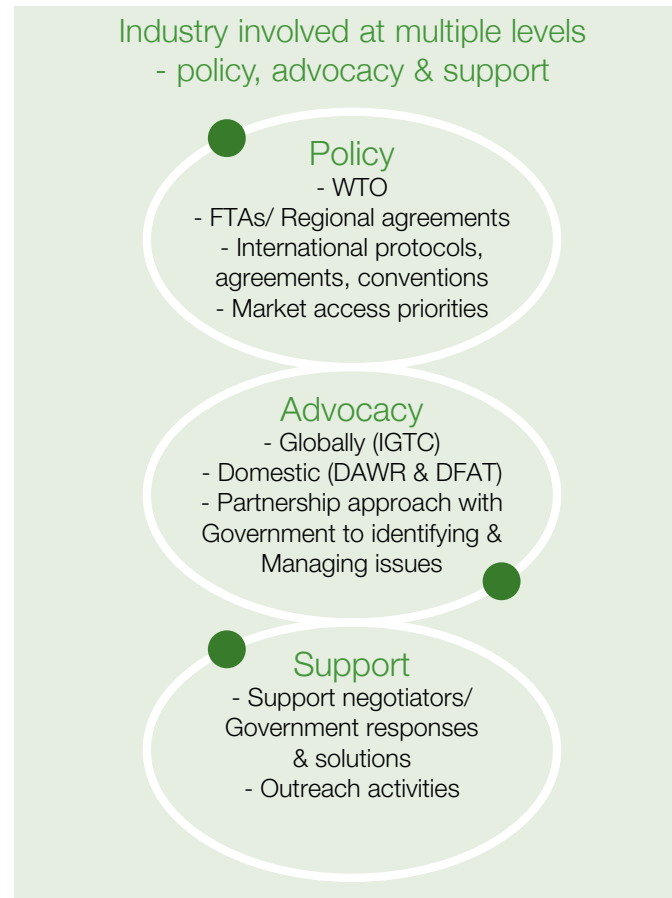 Industry involved at multiple levels
- policy, advocacy & support
Policy
- WTO
- FTAs/ Regional agreements
- International protocols,
agreements, conventions
- Market access priorities
Advocacy
- Globally (IGTC)
- Domestic (DAWR & DFAT)
- Partnership approach with
Government to identifying &
Managing issues
Support
- Support negotiators/
Government responses
& solutions
- Outreach activities